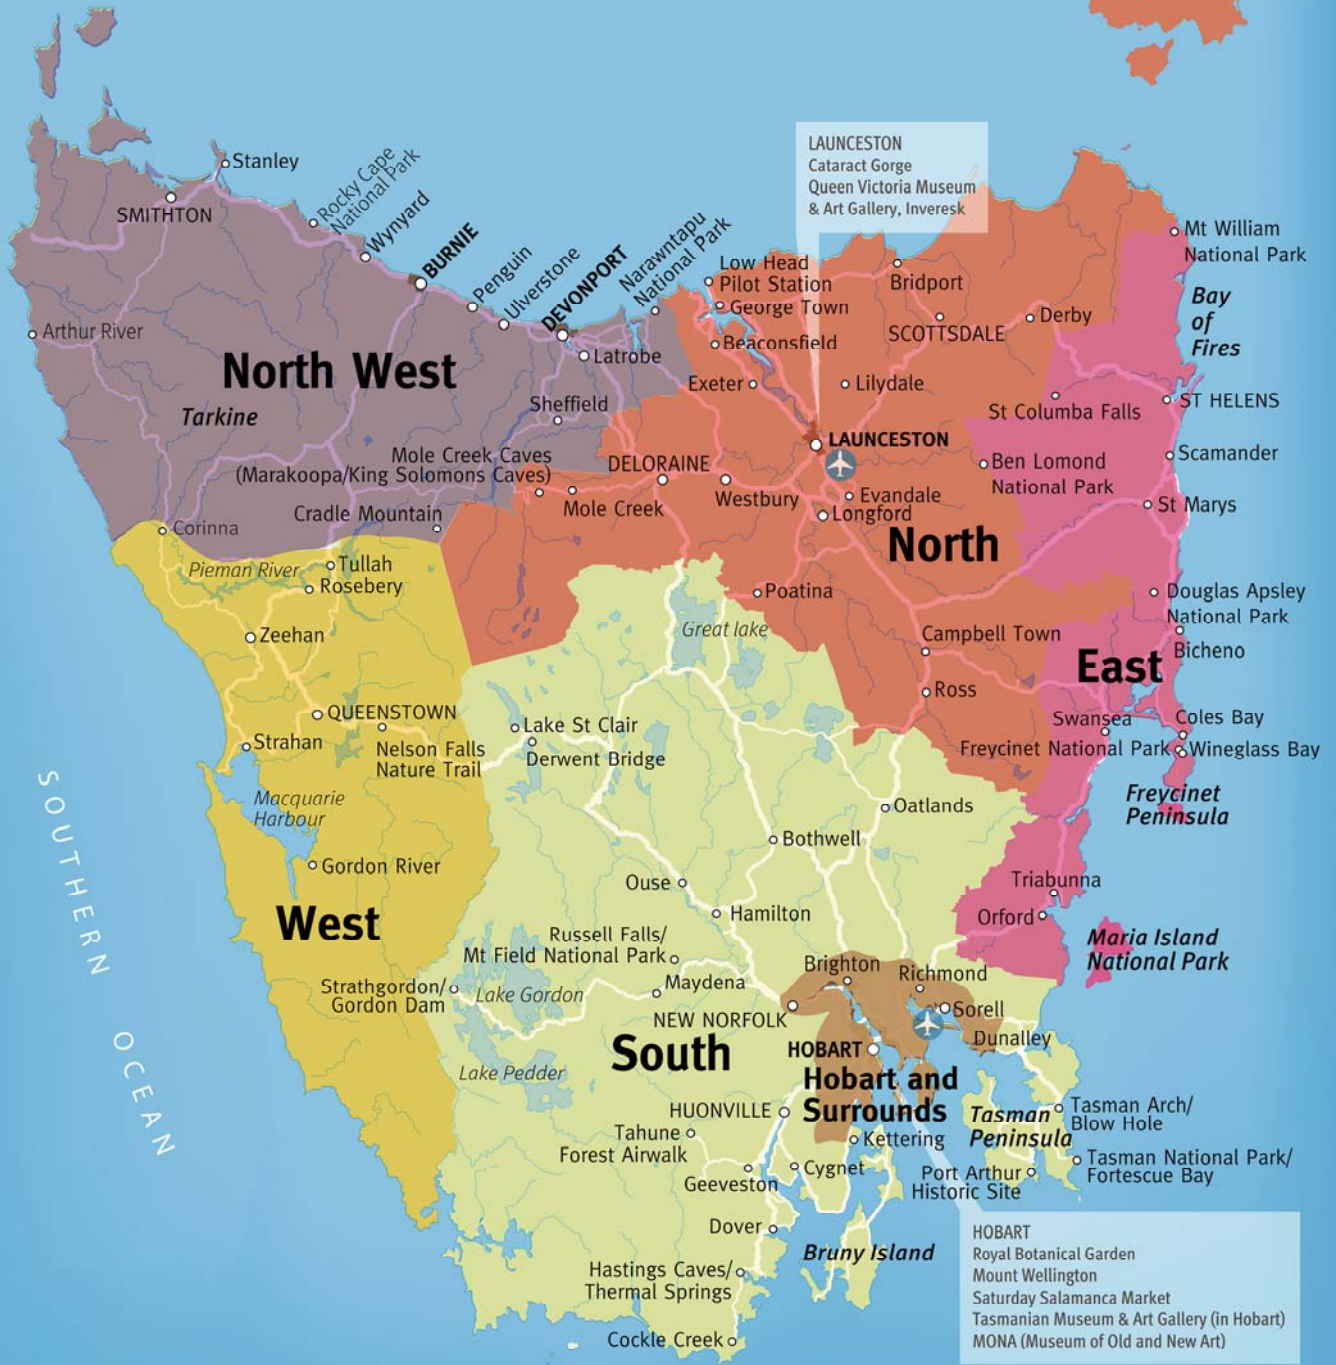 Stanley
SMITHTON
Rocky Cape
National Park
Wynyard
BURNIE
Penguin
Ulverstone
DEVONPORT
Narawntapu
National Park
Latrobe
Arthur River
North West
Tarkine
Sheffield
Mole Creek Caves
(Marakoopa/King Solomons Caves)
Cradle Mountain
Corinna
LAUNCESTON
Cataract Gorge
Queen Victoria Museum
& Art Gallery, Inveresk
Low Head
Pilot Station
George Town
Beaconsfield
Exeter
Bridport
SCOTTSDALE
Derby
Lilydale
LAUNCESTON
DELORAINE
Westbury
Mole Creek
Evandale
Longford
North
Poatina
Campbell Town
Ross
Mt William
National Park
Bay
of
Fires
St Columba Falls
ST HELENS
Ben Lomond
National Park
Scamander
St Marys
Douglas Apsley
National Park
Bicheno
East
Swansea
Coles Bay
Freycinet National Park
Wineglass Bay
Freycinet
Peninsula
Triabunna
Orford
Maria Island
National Park
Pieman River
Tullah
Rosebery
Zeehan
QUEENSTOWN
Strahan
Nelson Falls
Nature Trail
Macquarie
Harbour
Gordon River
West
SOUTHERN OCEAN
Great lake
Lake St Clair
Derwent Bridge
Oatlands
Bothwell
Ouse
Hamilton
Russell Falls/
Mt Field National Park
Maydena
Strathgordon/
Gordon Dam
Lake Gordon
Lake Pedder
NEW NORFOLK
South
Brighton
Richmond
Sorell
Dunalley
HOBART
Hobart and
Surrounds
HUONVILLE
Tahune
Forest Airwalk
Kettering
Geeveston
Cygnet
Tasman
Peninsula
Tasman Arch/
Blow Hole
Tasman National Park/
Fortescue Bay
Port Arthur
Historic Site
Dover
Bruny Island
Hastings Caves/
Thermal Springs
Cockle Creek
HOBART
Royal Botanical Garden
Mount Wellington
Saturday Salamanca Market
Tasmanian Museum & Art Gallery (in Hobart)
MONA (Museum of Old and New Art)